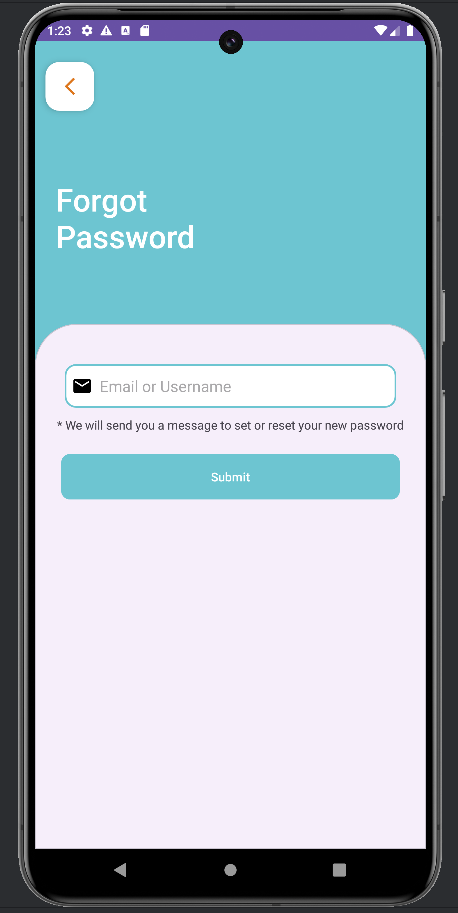 1:23
Forgot
Password
Email or Username
* We will send you a message to set or reset your new password
Submit